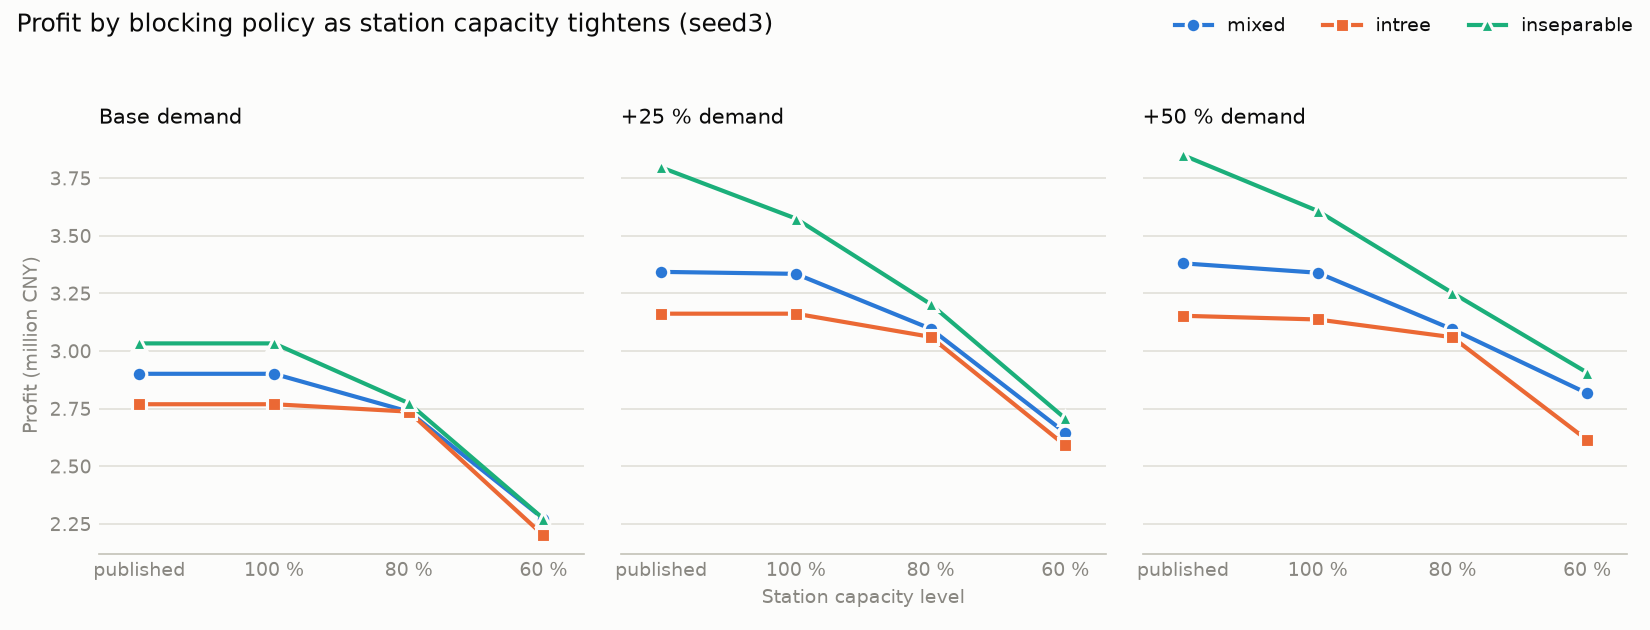 Profit by blocking policy as station capacity tightens (seed3)
mixed
intree
inseparable
Base demand
+25 % demand
+50 % demand
Profit (million CNY)
3.75
3.50
3.25
3.00
2.75
2.50
2.25
published 100 % 80 % 60 %
published 100 % 80 % 60 %
published 100 % 80 % 60 %
Station capacity level